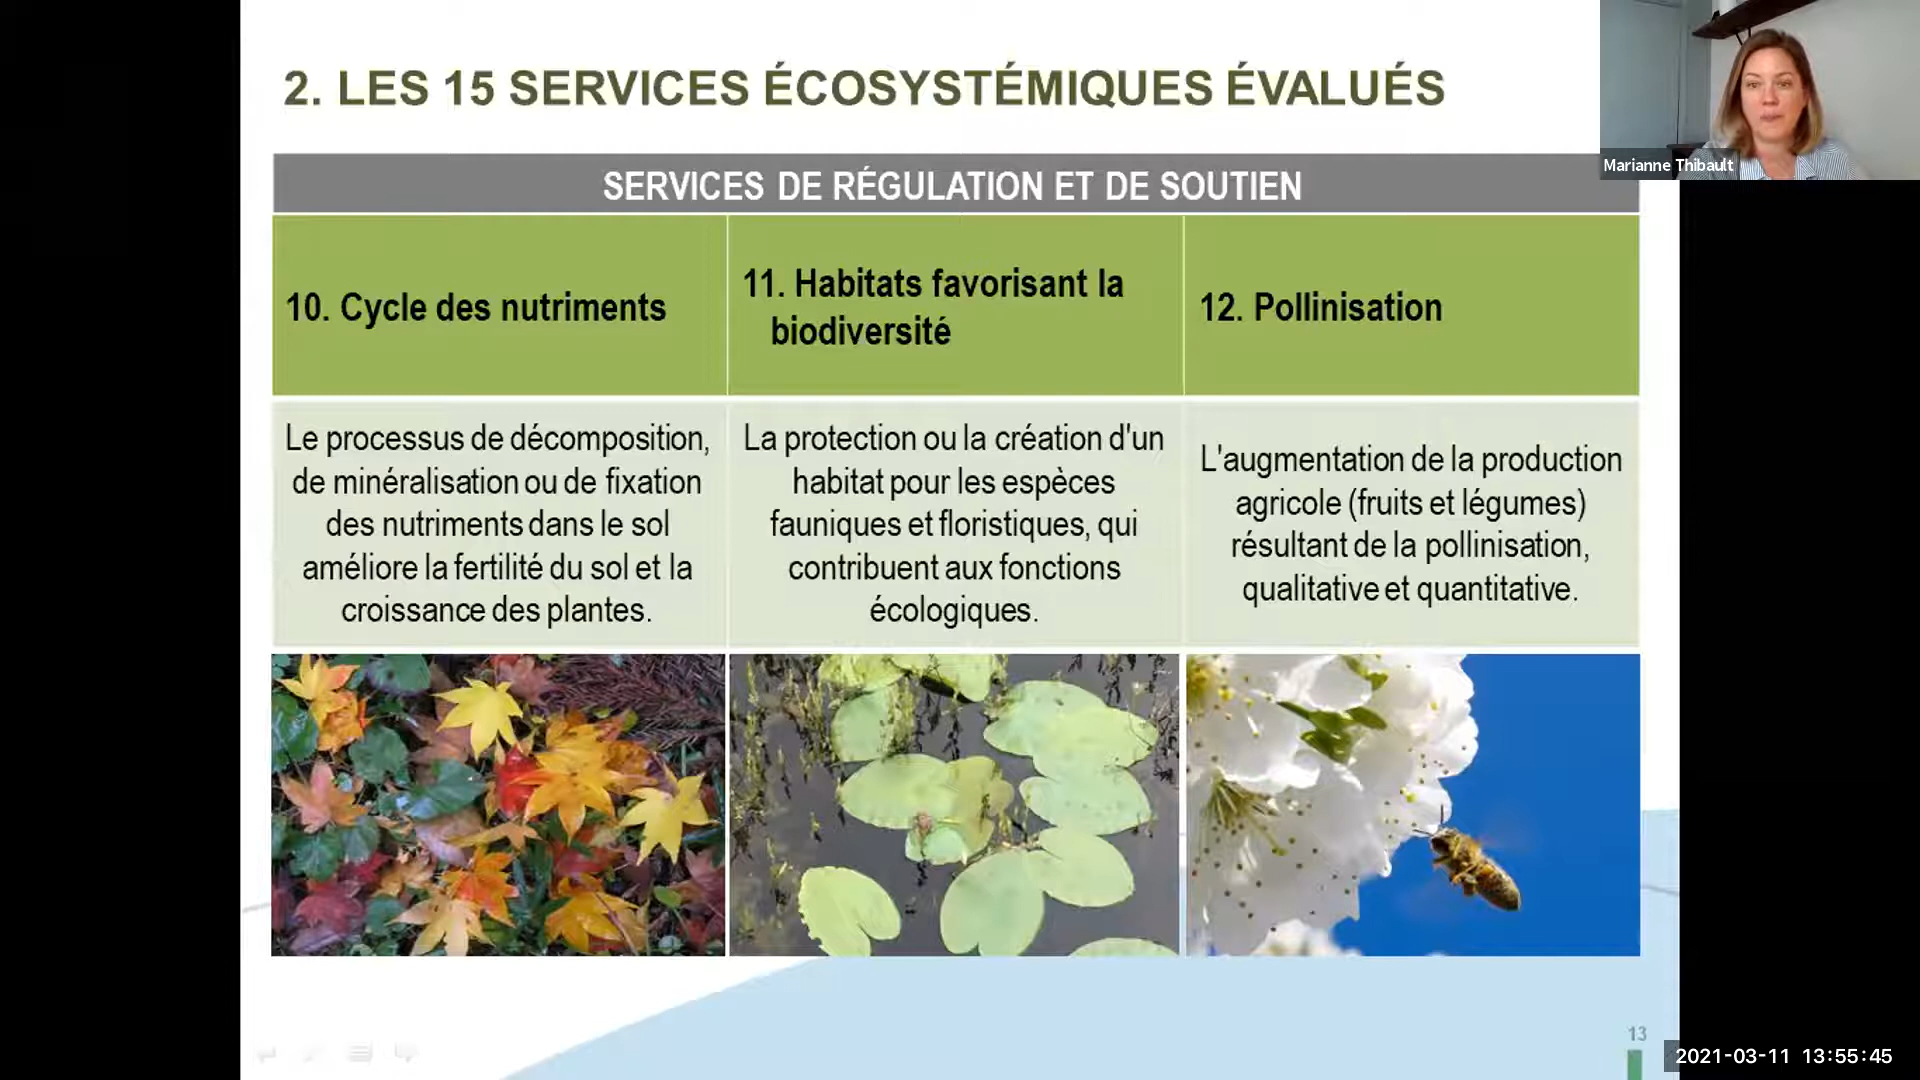 2. LES 15 SERVICES ÉCOSYSTÉMIQUES ÉVALUÉS
Marianne Thibault
SERVICES DE RÉGULATION ET DE SOUTIEN
10. Cycle des nutriments
11. Habitats favorisant la
biodiversité
12. Pollinisation
Le processus de décomposition,
de minéralisation ou de fixation
des nutriments dans le sol
améliore la fertilité du sol et la
croissance des plantes.
La protection ou la création d'un
habitat pour les espèces
fauniques et floristiques, qui
contribuent aux fonctions
écologiques.
L'augmentation de la production
agricole (fruits et légumes)
résultant de la pollinisation,
qualitative et quantitative.
13
2021-03-11 13:55:45